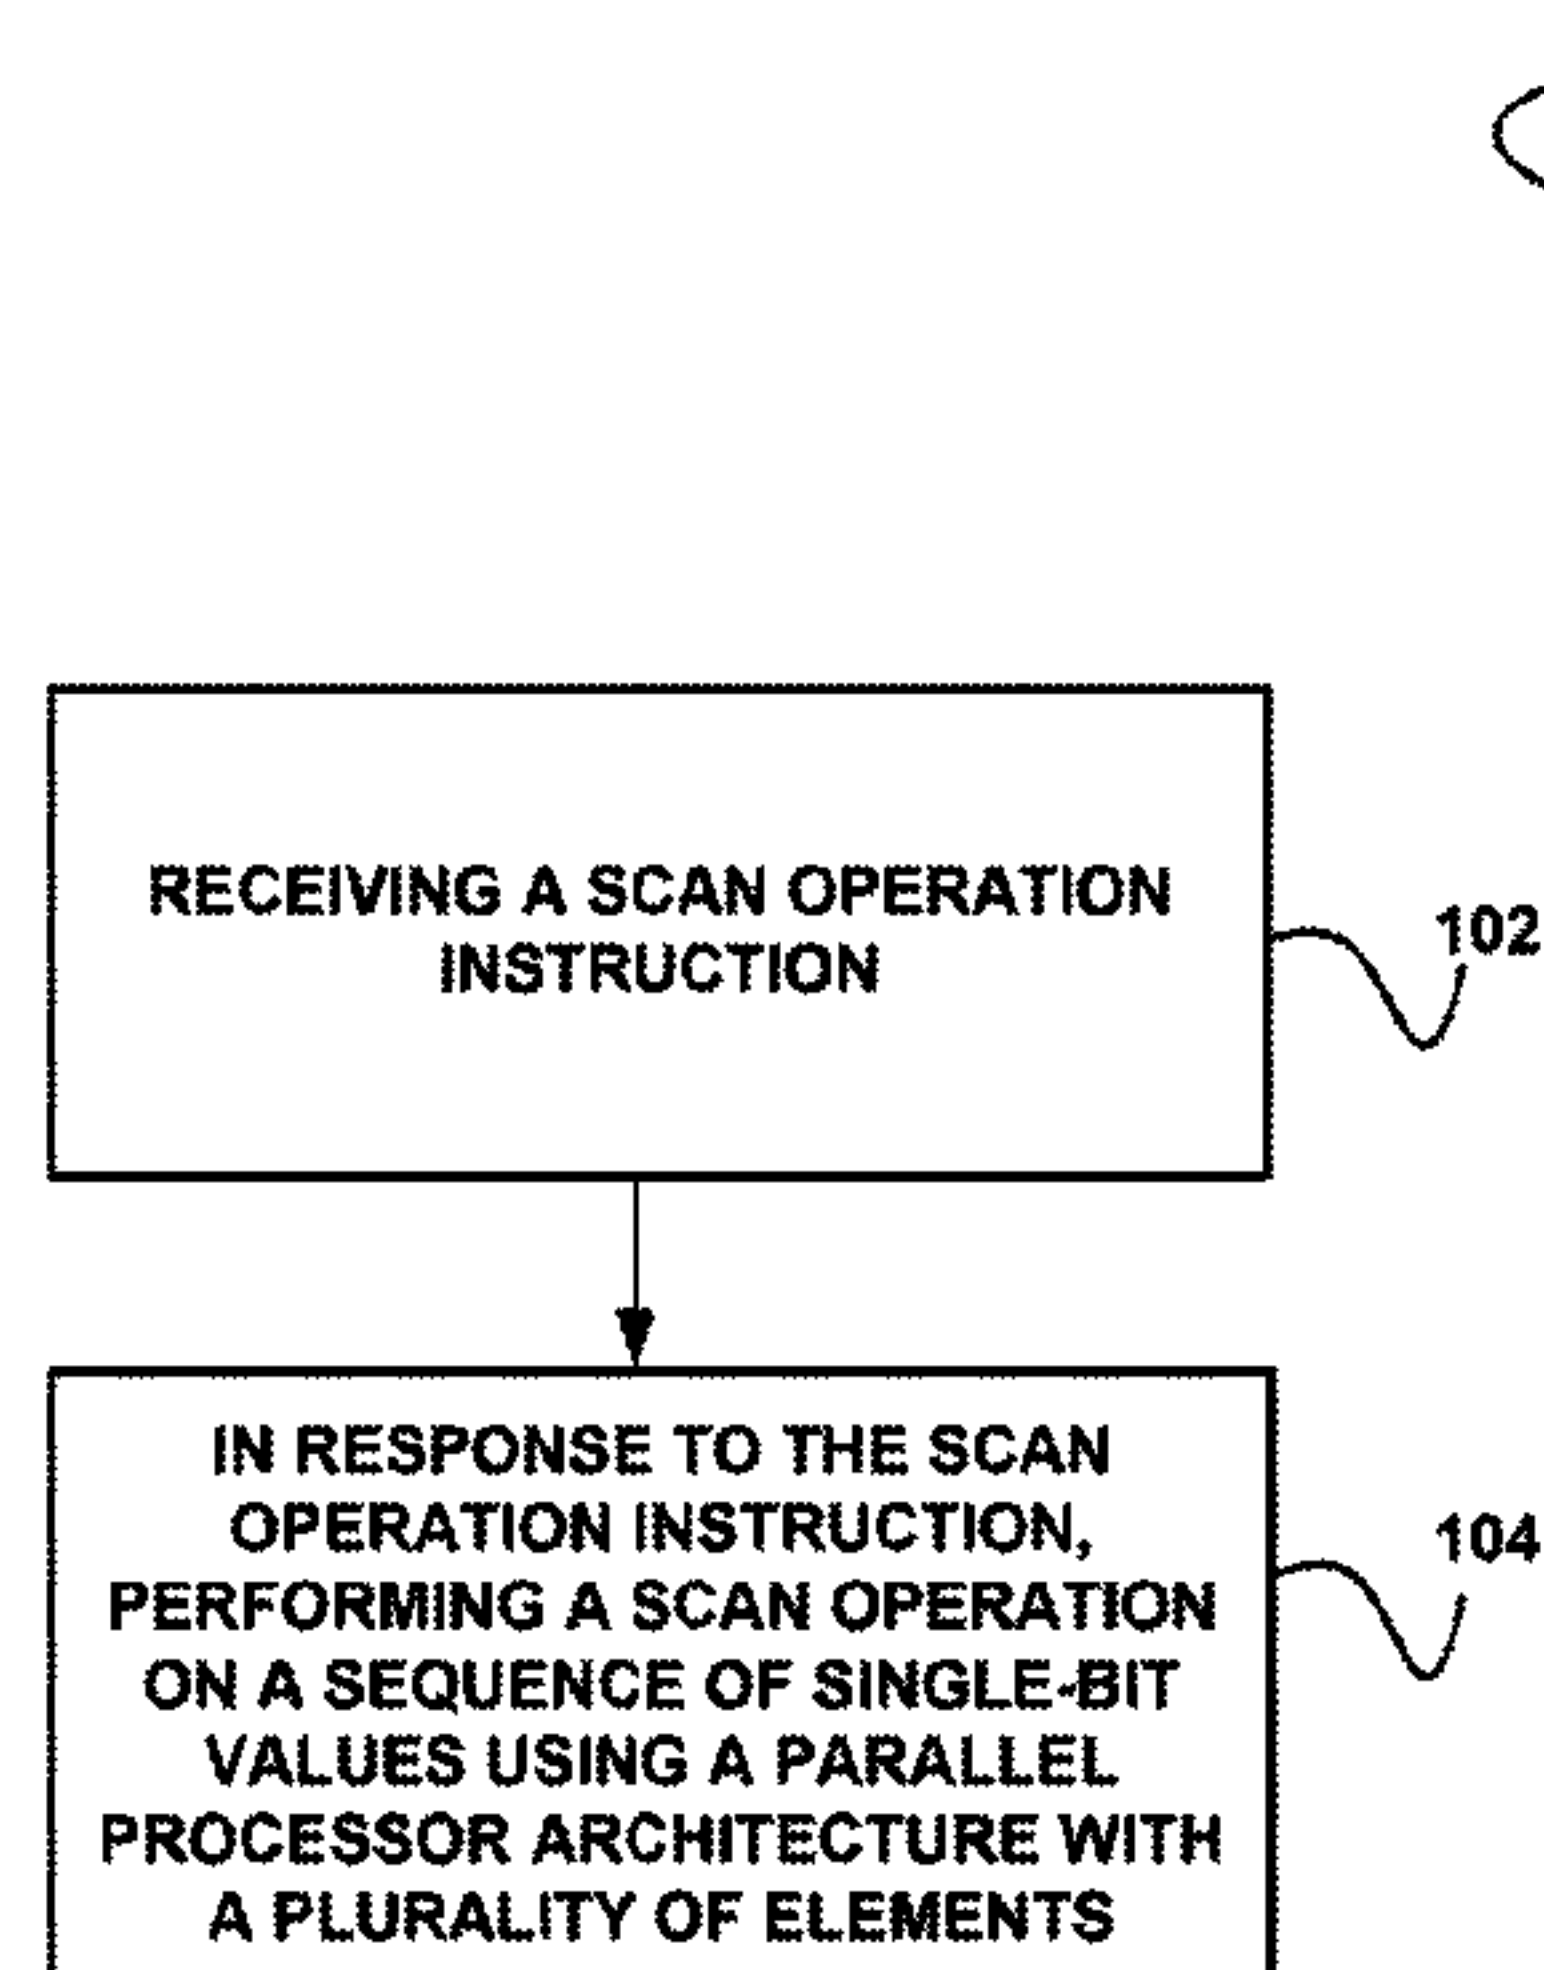 RECEIVING A SCAN OPERATION
INSTRUCTION
102
IN RESPONSE TO THE SCAN
OPERATION INSTRUCTION,
PERFORMING A SCAN OPERATION
ON A SEQUENCE OF SINGLE-BIT
VALUES USING A PARALLEL
PROCESSOR ARCHITECTURE WITH
A PLURALITY OF ELEMENTS
104